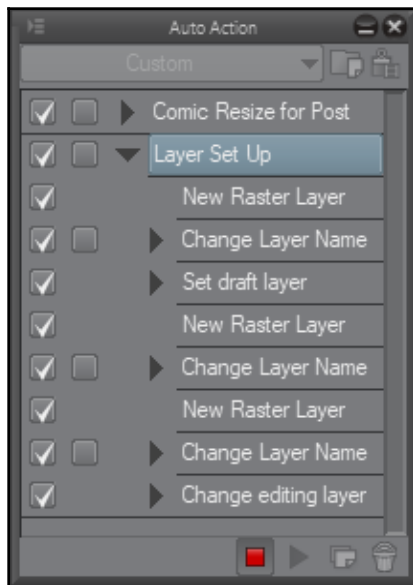 Auto Action
Custom
Comic Resize for Post
Layer Set Up
New Raster Layer
Change Layer Name
Set draft layer
New Raster Layer
Change Layer Name
New Raster Layer
Change Layer Name
Change editing layer